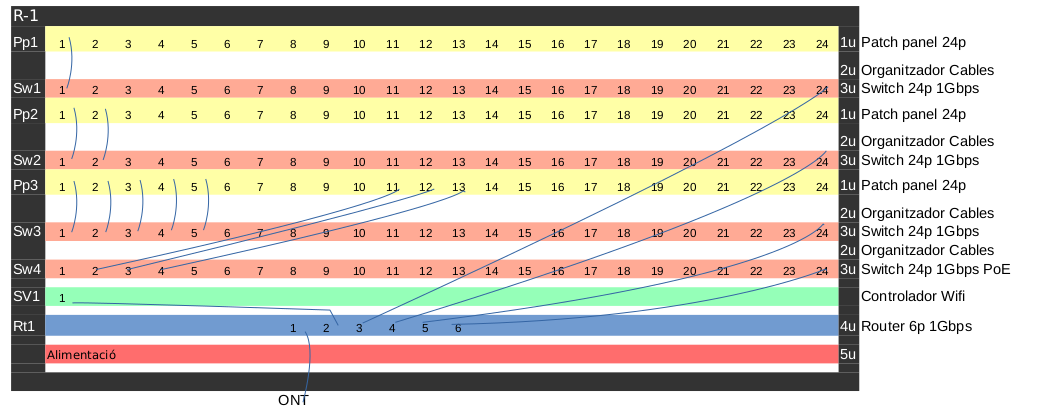 R-1
Pp1 1 2 3 4 5 6 7 8 9 10 11 12 13 14 15 16 17 18 19 20 21 22 23 24 1u Patch panel 24p
2u Organitzador Cables
Sw1 1 2 3 4 5 6 7 8 9 10 11 12 13 14 15 16 17 18 19 20 21 22 23 24 3u Switch 24p 1Gbps
Pp2 1 2 3 4 5 6 7 8 9 10 11 12 13 14 15 16 17 18 19 20 21 22 23 24 1u Patch panel 24p
2u Organitzador Cables
Sw2 1 2 3 4 5 6 7 8 9 10 11 12 13 14 15 16 17 18 19 20 21 22 23 24 3u Switch 24p 1Gbps
Pp3 1 2 3 4 5 6 7 8 9 10 11 12 13 14 15 16 17 18 19 20 21 22 23 24 1u Patch panel 24p
2u Organitzador Cables
Sw3 1 2 3 4 5 6 7 8 9 10 11 12 13 14 15 16 17 18 19 20 21 22 23 24 3u Switch 24p 1Gbps
2u Organitzador Cables
Sw4 1 2 3 4 5 6 7 8 9 10 11 12 13 14 15 16 17 18 19 20 21 22 23 24 3u Switch 24p 1Gbps PoE
SV1 1 Controlador Wifi
Rt1 1 2 3 4 5 6 4u Router 6p 1Gbps
Alimentació 5u
ONT